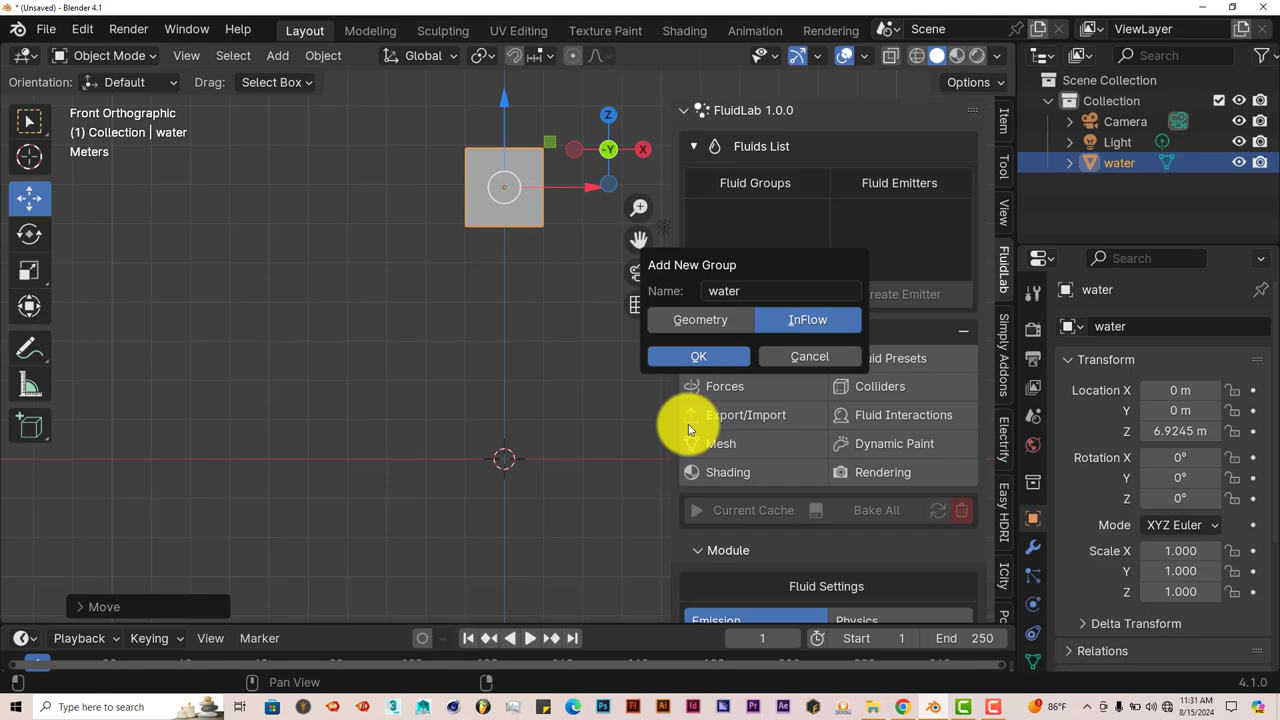 * (Unsaved) - Blender 4.1.0
File Edit Render Window Help
Layout Modeling Sculpting UV Editing Texture Paint Shading Animation Rendering
Scene
ViewLayer
Object Mode View Select Add Object
Global
Search
Orientation: Default Drag: Select Box
Options
Scene Collection
Collection
Camera
Light
water
Front Orthographic
(1) Collection | water
Meters
Z
-Y
X
FluidLab 1.0.0
Fluids List
Fluid Groups Fluid Emitters
Create Emitter
Add New Group
Name: water
Geometry InFlow
OK Cancel
Fluid Presets
Forces Colliders
Export/Import Fluid Interactions
Mesh Dynamic Paint
Shading Rendering
Current Cache Bake All
Module
Fluid Settings
Emission Physics
Item
Tool
View
FluidLab
Simply Addons
Electrify
Easy HDRI
ICity
Search
water
water
Transform
Location X 0 m
Y 0 m
Z 6.9245 m
Rotation X 0°
Y 0°
Z 0°
Mode XYZ Euler
Scale X 1.000
Y 1.000
Z 1.000
Delta Transform
Relations
Move
Playback Keying View Marker
1
Start 1 End 250
Pan View
4.1.0
Type here to search
86°F
11:31 AM
8/15/2024